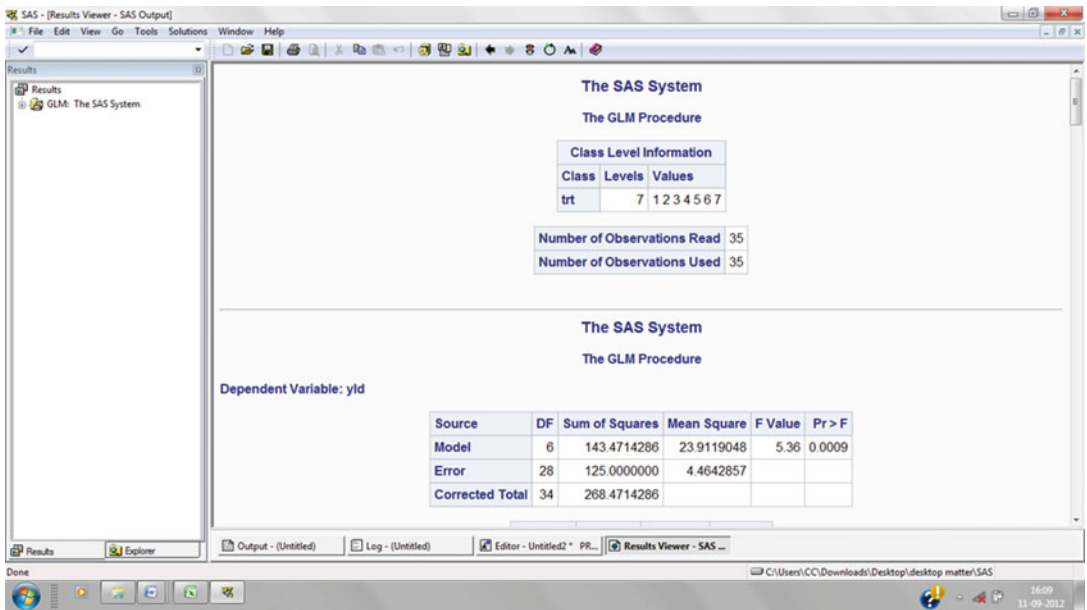 SAS - [Results Viewer - SAS Output]
File Edit View Go Tools Solutions Window Help
Results
Results
GLM: The SAS System
The SAS System
The GLM Procedure
Class Level Information
Class Levels Values
trt 7 1 2 3 4 5 6 7
Number of Observations Read 35
Number of Observations Used 35
The SAS System
The GLM Procedure
Dependent Variable: yld
Source DF Sum of Squares Mean Square F Value Pr > F
Model 6 143.4714286 23.9119048 5.36 0.0009
Error 28 125.0000000 4.4642857
Corrected Total 34 268.4714286
Results Explorer
Output - (Untitled) Log - (Untitled) Editor - Untitled2 * PR... Results Viewer - SAS ...
Done C:\Users\CC\Downloads\Desktop\desktop matter\SAS
16:09
11-09-2012